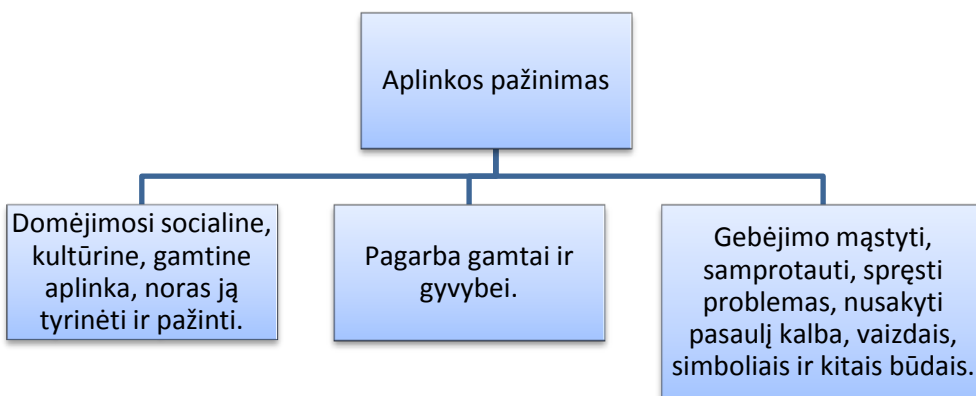 Aplinkos pažinimas
Domėjimosi socialine,
kultūrine, gamtine
aplinka, noras ją
tyrinėti ir pažinti.
Pagarba gamtai ir
gyvybei.
Gebėjimo mąstyti,
samprotauti, spręsti
problemas, nusakyti
pasaulį kalba, vaizdais,
simboliais ir kitais būdais.